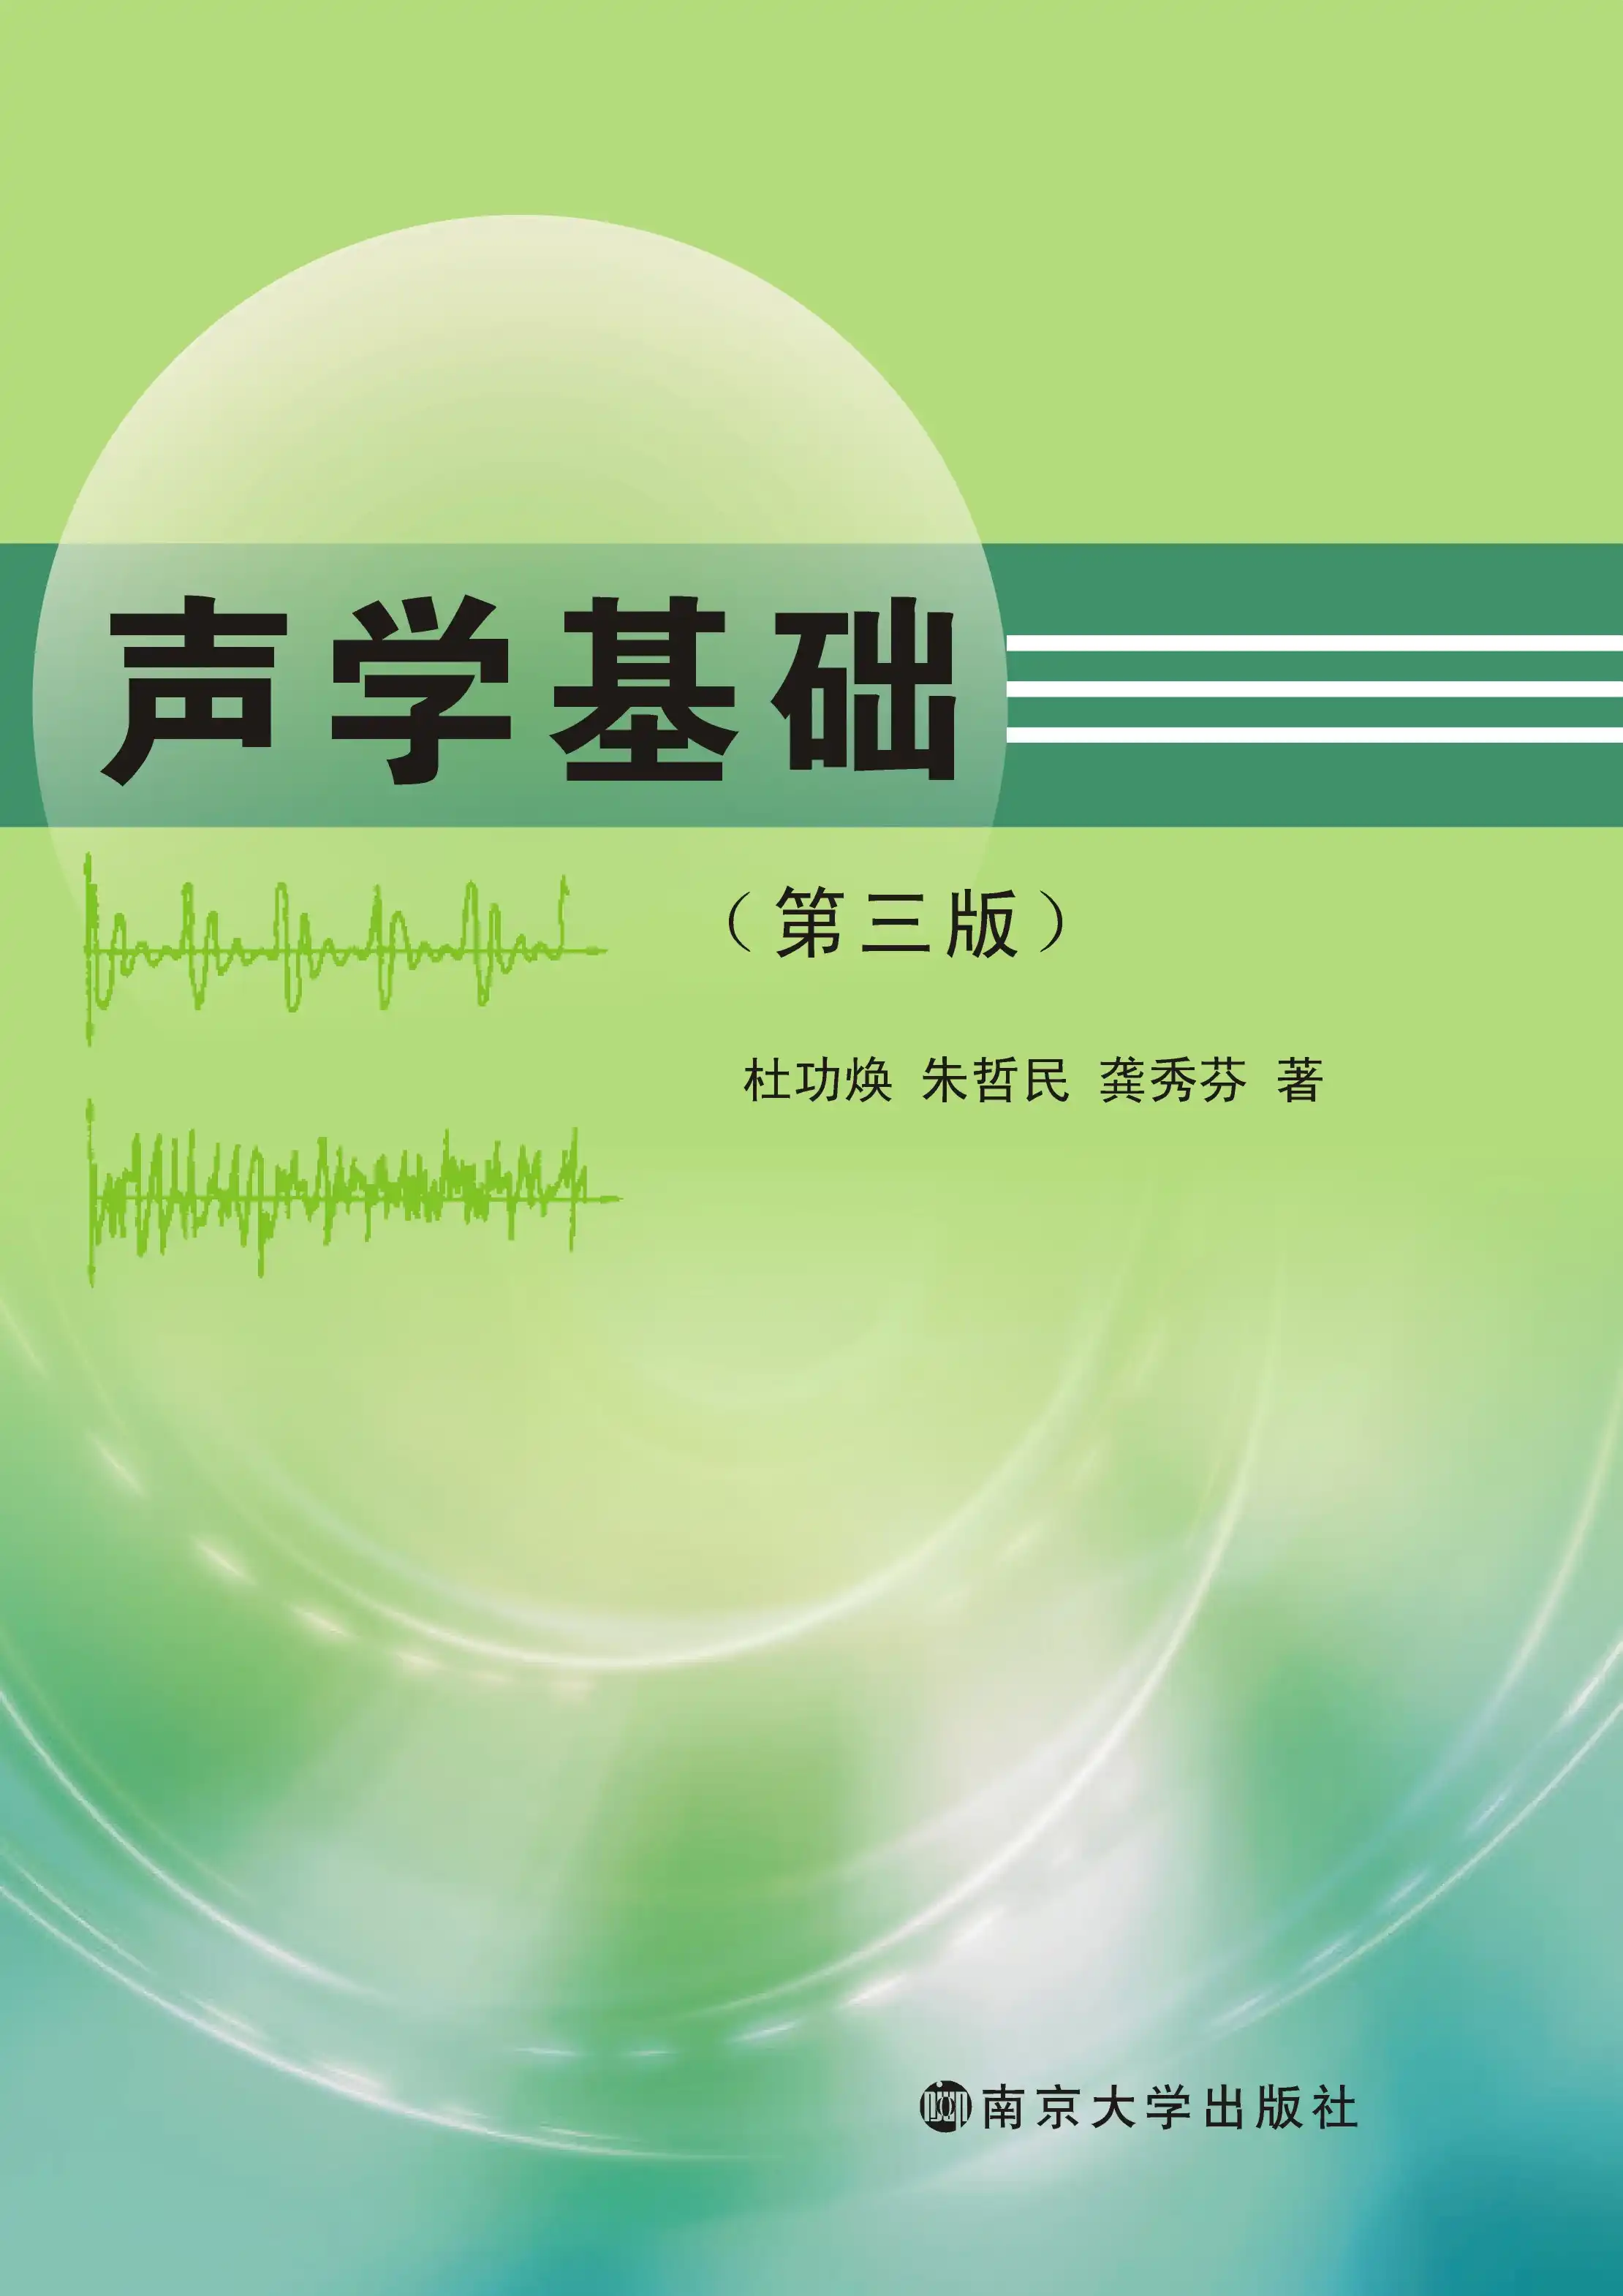 声学基础
（第三版）
杜功焕 朱哲民 龚秀芬 著
南京大学出版社